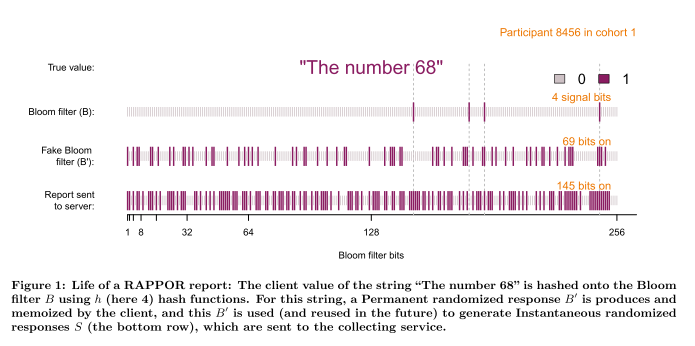 Participant 8456 in cohort 1
True value:
"The number 68"
0 1
4 signal bits
Bloom filter (B):
69 bits on
Fake Bloom
filter (B'):
145 bits on
Report sent
to server:
1 8 32 64 128 256
Bloom filter bits
Figure 1: Life of a RAPPOR report: The client value of the string “The number 68” is hashed onto the Bloom
filter B using h (here 4) hash functions. For this string, a Permanent randomized response B′ is produces and
memoized by the client, and this B′ is used (and reused in the future) to generate Instantaneous randomized
responses S (the bottom row), which are sent to the collecting service.